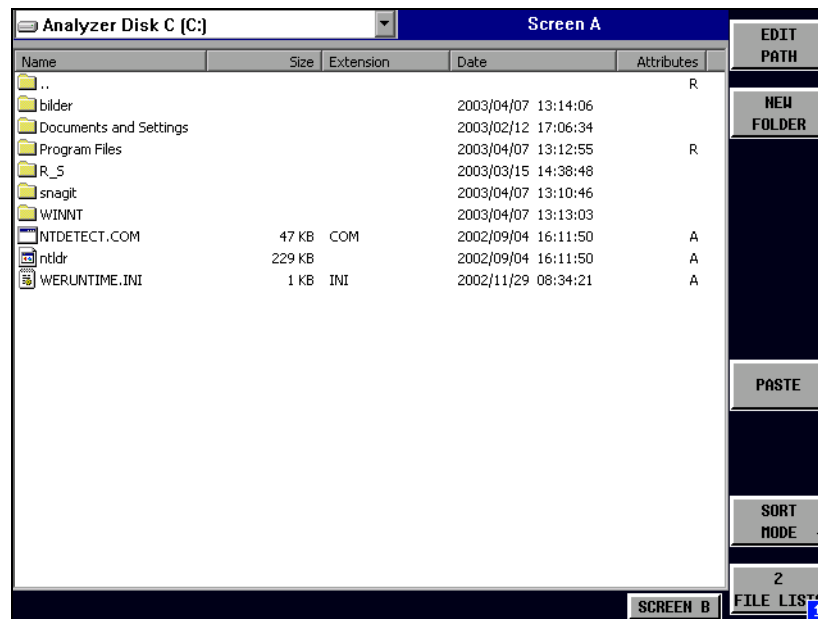 Analyzer Disk C (C:) Screen A
Name Size Extension Date Attributes
.. R
bilder 2003/04/07 13:14:06
Documents and Settings 2003/02/12 17:06:34
Program Files 2003/04/07 13:12:55 R
R_S 2003/03/15 14:38:48
snagit 2003/04/07 13:10:46
WINNT 2003/04/07 13:13:03
NTDETECT.COM 47 KB COM 2002/09/04 16:11:50 A
ntldr 229 KB 2002/09/04 16:11:50 A
WERUNTIME.INI 1 KB INI 2002/11/29 08:34:21 A
EDIT
PATH
NEW
FOLDER
PASTE
SORT
MODE
2
FILE LISTS
SCREEN B